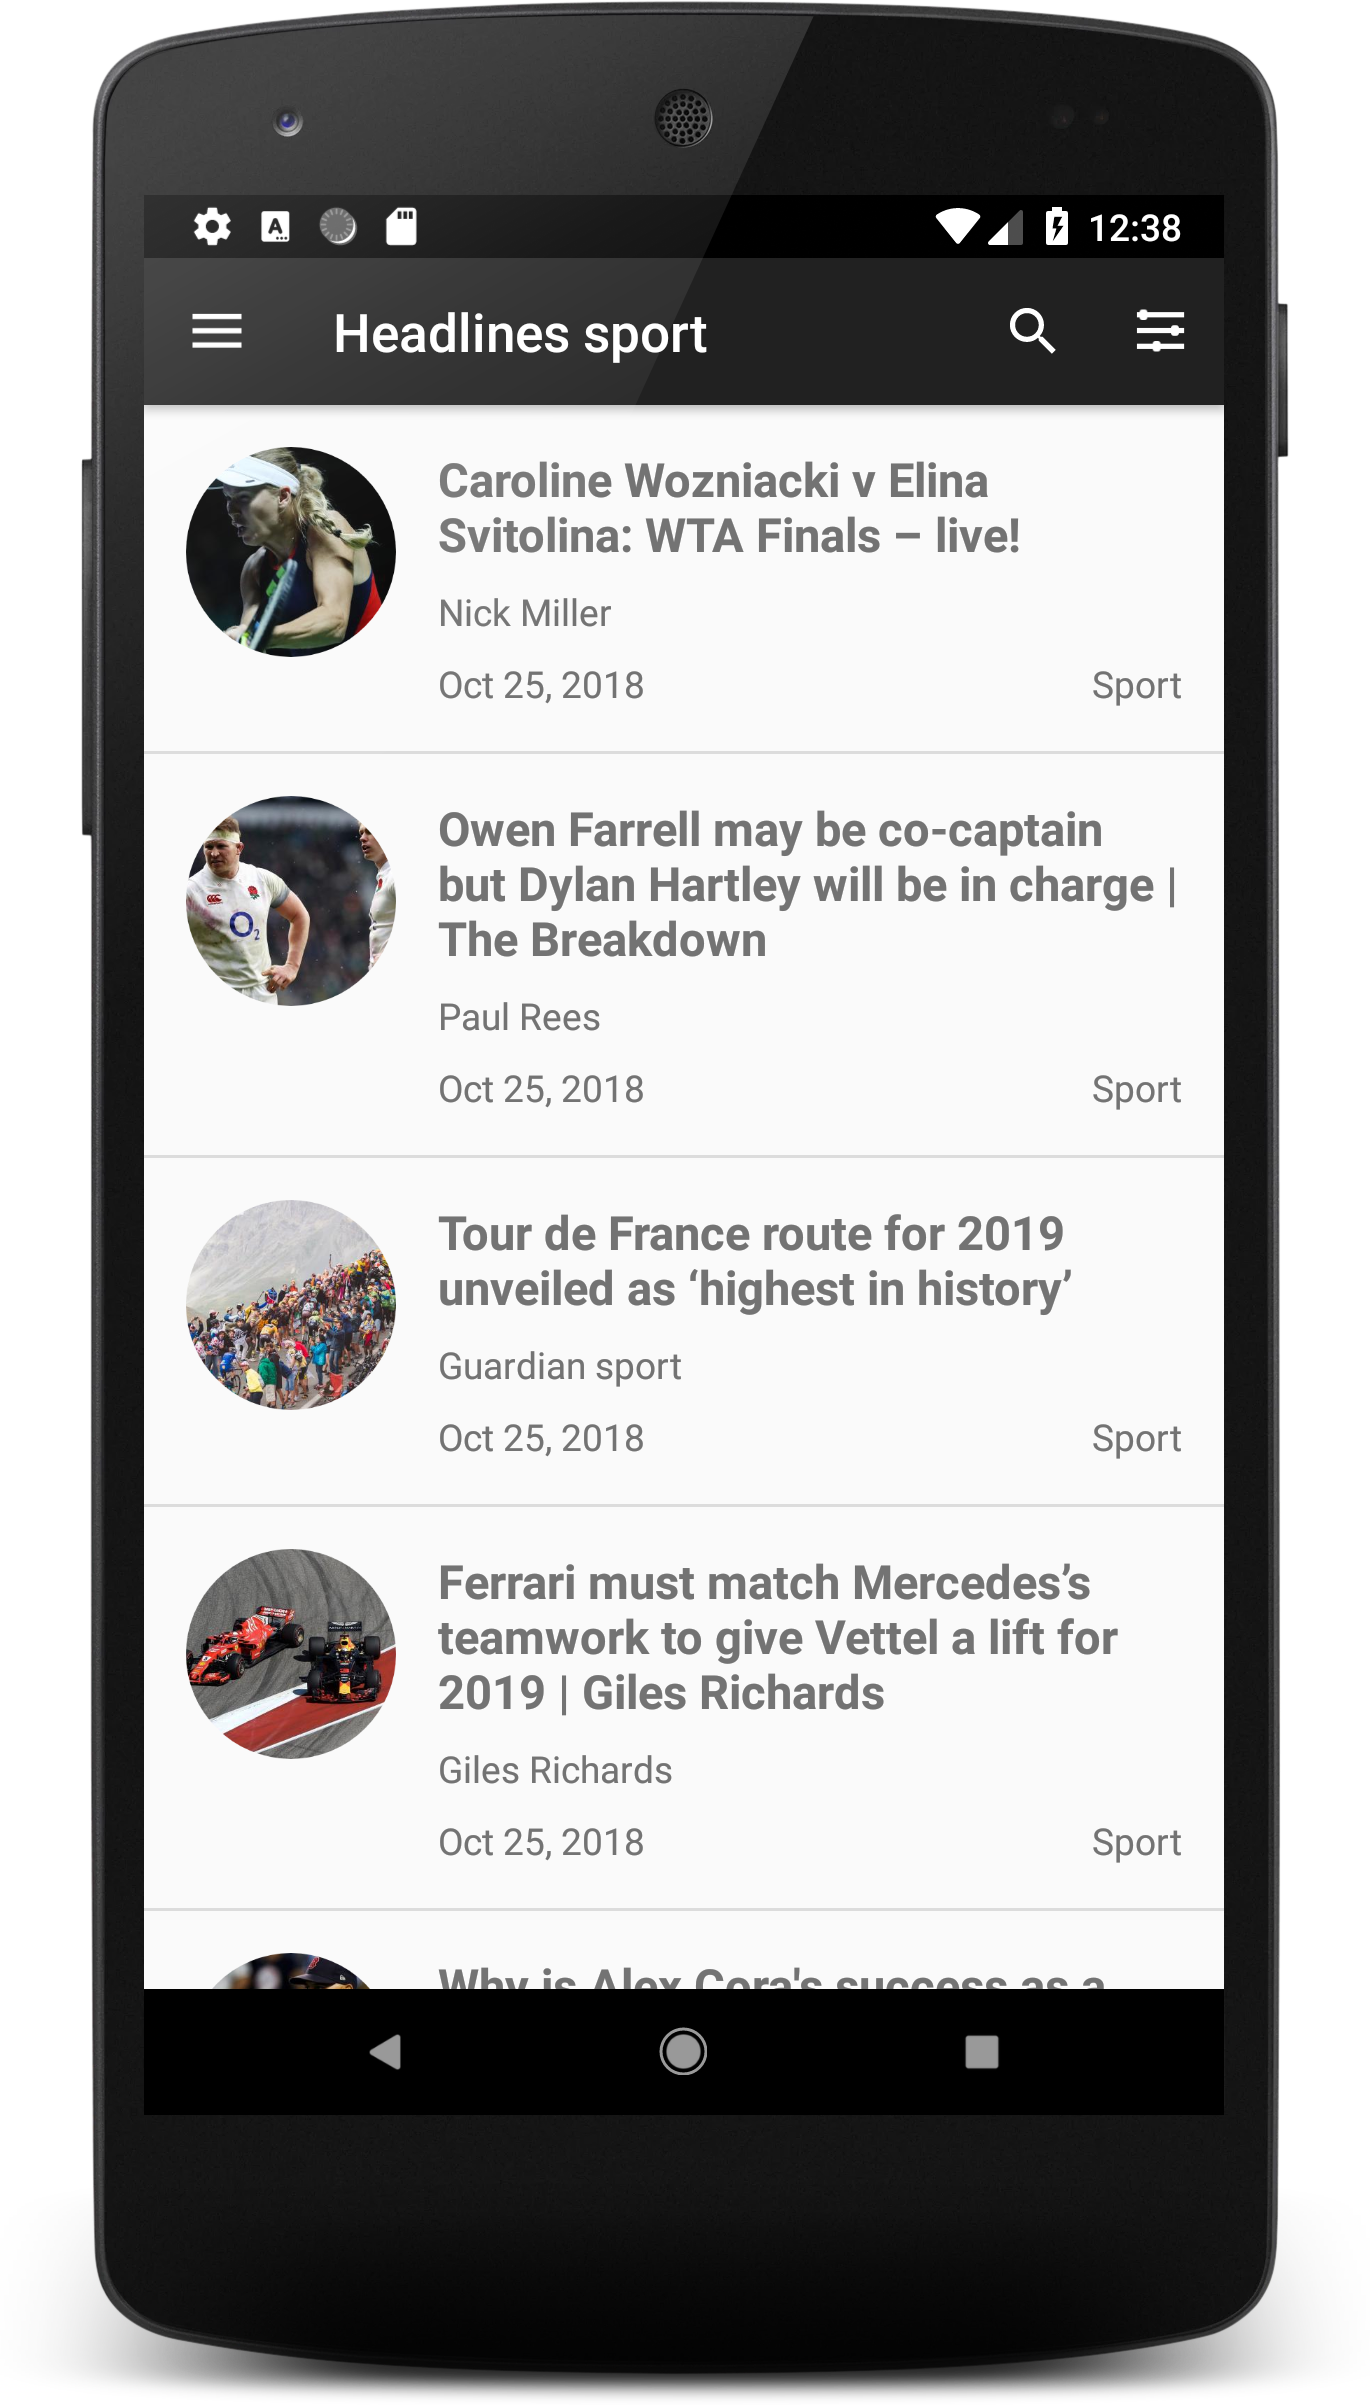 12:38
Headlines sport
Caroline Wozniacki v Elina
Svitolina: WTA Finals – live!
Nick Miller
Oct 25, 2018 Sport
Owen Farrell may be co-captain
but Dylan Hartley will be in charge |
The Breakdown
O2
Paul Rees
Oct 25, 2018 Sport
Tour de France route for 2019
unveiled as ‘highest in history’
Guardian sport
Oct 25, 2018 Sport
Ferrari must match Mercedes’s
teamwork to give Vettel a lift for
2019 | Giles Richards
Giles Richards
Oct 25, 2018 Sport
Why is Alex Cora's success as a